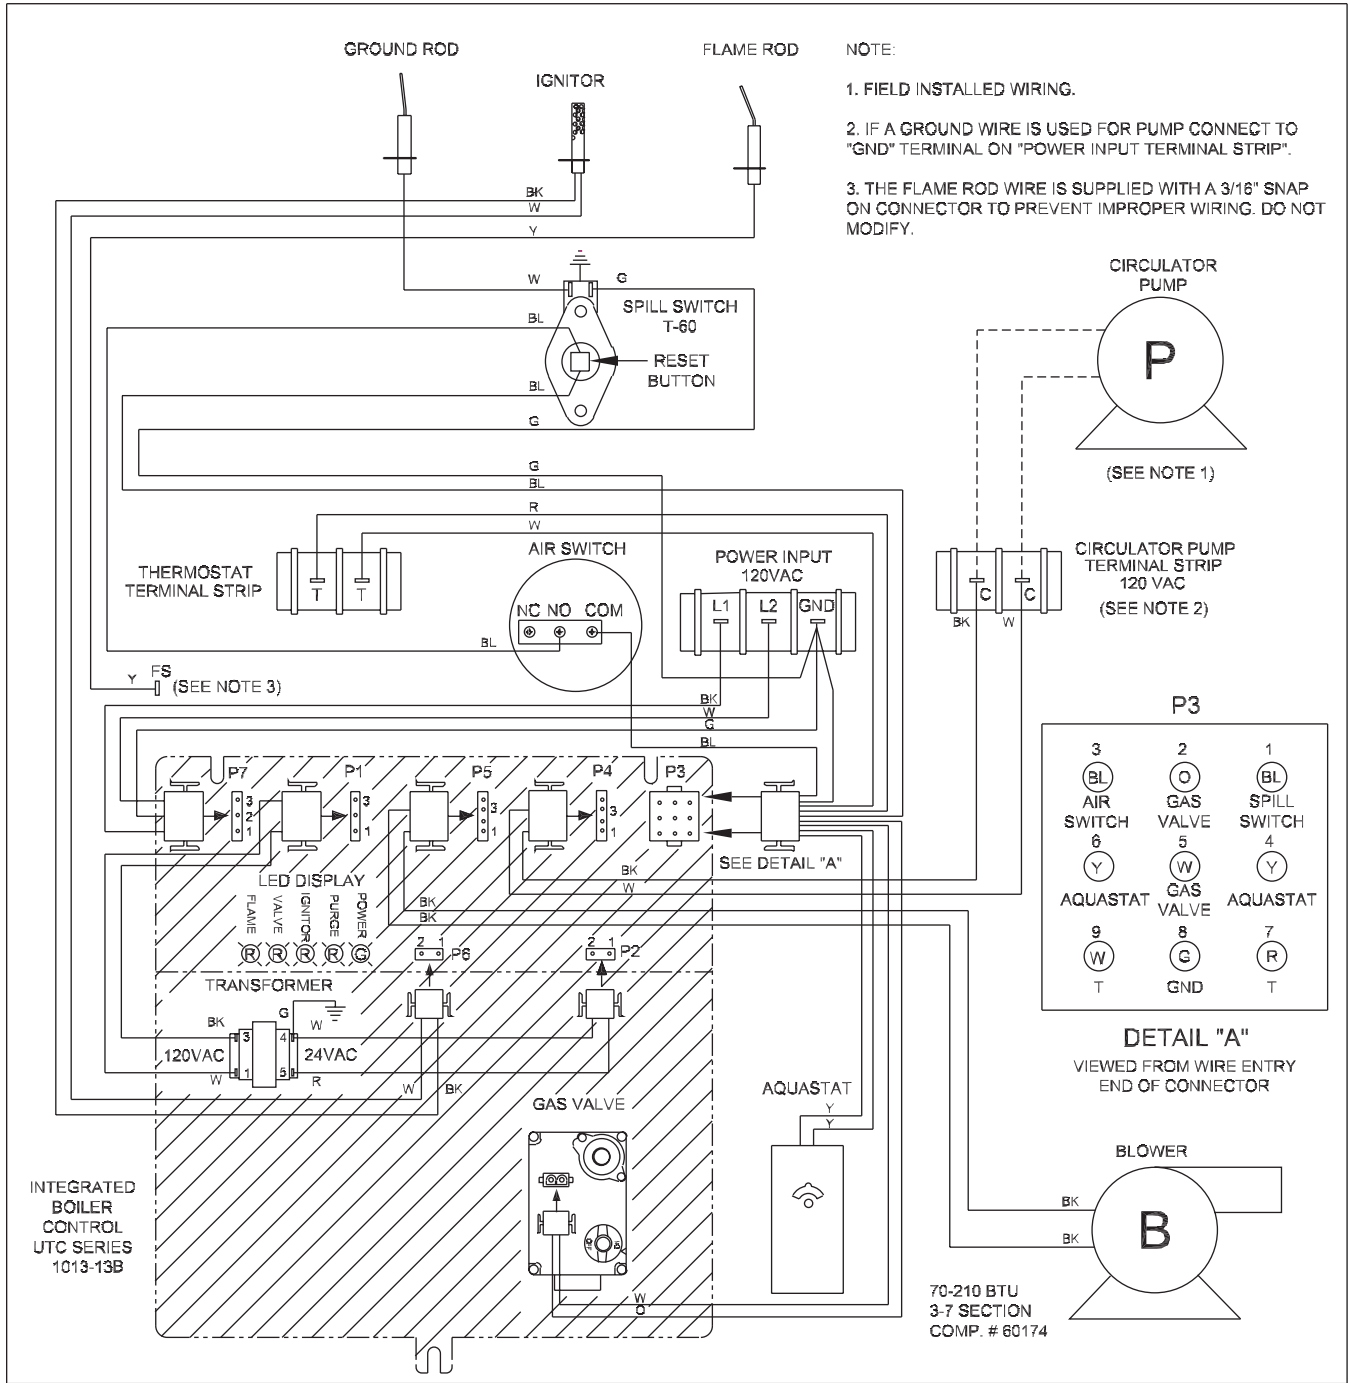 GROUND ROD
IGNITOR
FLAME ROD
NOTE:
1. FIELD INSTALLED WIRING.
2. IF A GROUND WIRE IS USED FOR PUMP CONNECT TO
"GND" TERMINAL ON "POWER INPUT TERMINAL STRIP".
3. THE FLAME ROD WIRE IS SUPPLIED WITH A 3/16" SNAP
ON CONNECTOR TO PREVENT IMPROPER WIRING. DO NOT
MODIFY.
BK
W
Y
W
G
SPILL SWITCH
T-60
BL
RESET
BUTTON
BL
G
CIRCULATOR
PUMP
P
(SEE NOTE 1)
G
BL
R
W
THERMOSTAT
TERMINAL STRIP
T T
AIR SWITCH
NC NO COM
BL
POWER INPUT
120VAC
L1 L2 GND
CIRCULATOR PUMP
TERMINAL STRIP
120 VAC
(SEE NOTE 2)
C C
BK W
Y
FS
(SEE NOTE 3)
BK
W
G
BL
P7
3
2
1
P1
3
1
P5
3
1
P4
3
1
P3
SEE DETAIL "A"
BK
W
LED DISPLAY
FLAME
VALVE
IGNITOR
PURGE
POWER
R R R R G
BK
BK
2 1
P6
2 1
P2
TRANSFORMER
G
W
BK
3
4
120VAC
24VAC
1
5
W
R
W
BK
GAS VALVE
W
O
AQUASTAT
Y
Y
P3
3 2 1
BL O BL
AIR
SWITCH
GAS
VALVE
SPILL
SWITCH
6 5 4
Y W Y
AQUASTAT
GAS
VALVE
AQUASTAT
9 8 7
W G R
T GND T
DETAIL "A"
VIEWED FROM WIRE ENTRY
END OF CONNECTOR
BLOWER
BK
BK
B
INTEGRATED
BOILER
CONTROL
UTC SERIES
1013-13B
70-210 BTU
3-7 SECTION
COMP. # 60174